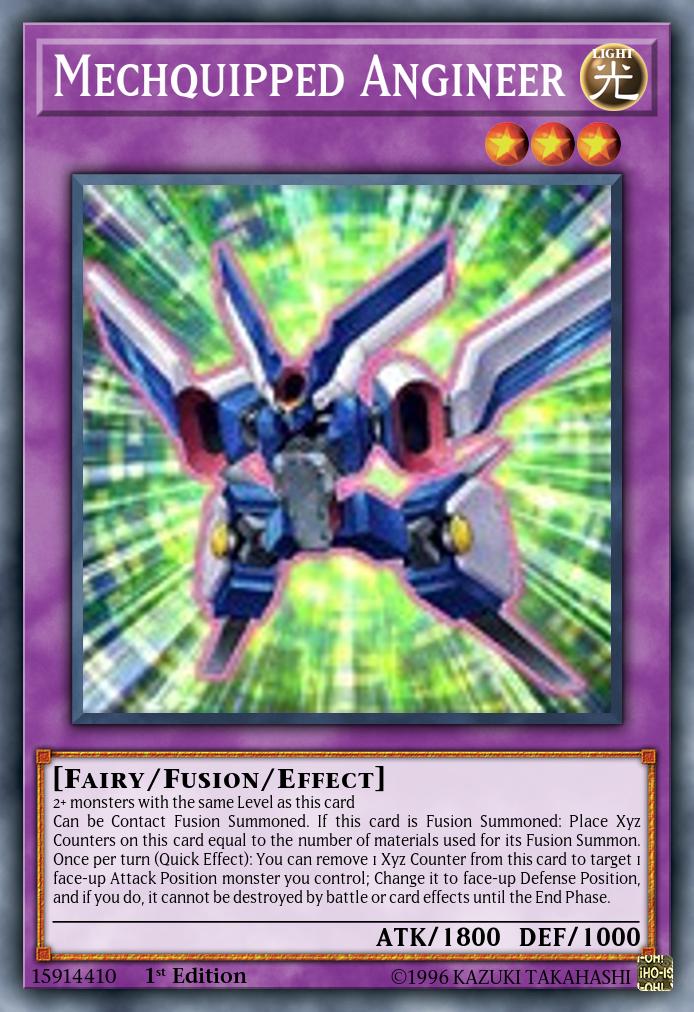 Mechquipped Angineer
LIGHT
光
[Fairy/Fusion/Effect]
2+ monsters with the same Level as this card
Can be Contact Fusion Summoned. If this card is Fusion Summoned: Place Xyz
Counters on this card equal to the number of materials used for its Fusion Summon.
Once per turn (Quick Effect): You can remove 1 Xyz Counter from this card to target 1
face-up Attack Position monster you control; Change it to face-up Defense Position,
and if you do, it cannot be destroyed by battle or card effects until the End Phase.
ATK/1800 DEF/1000
15914410 1st Edition ©1996 KAZUKI TAKAHASHI